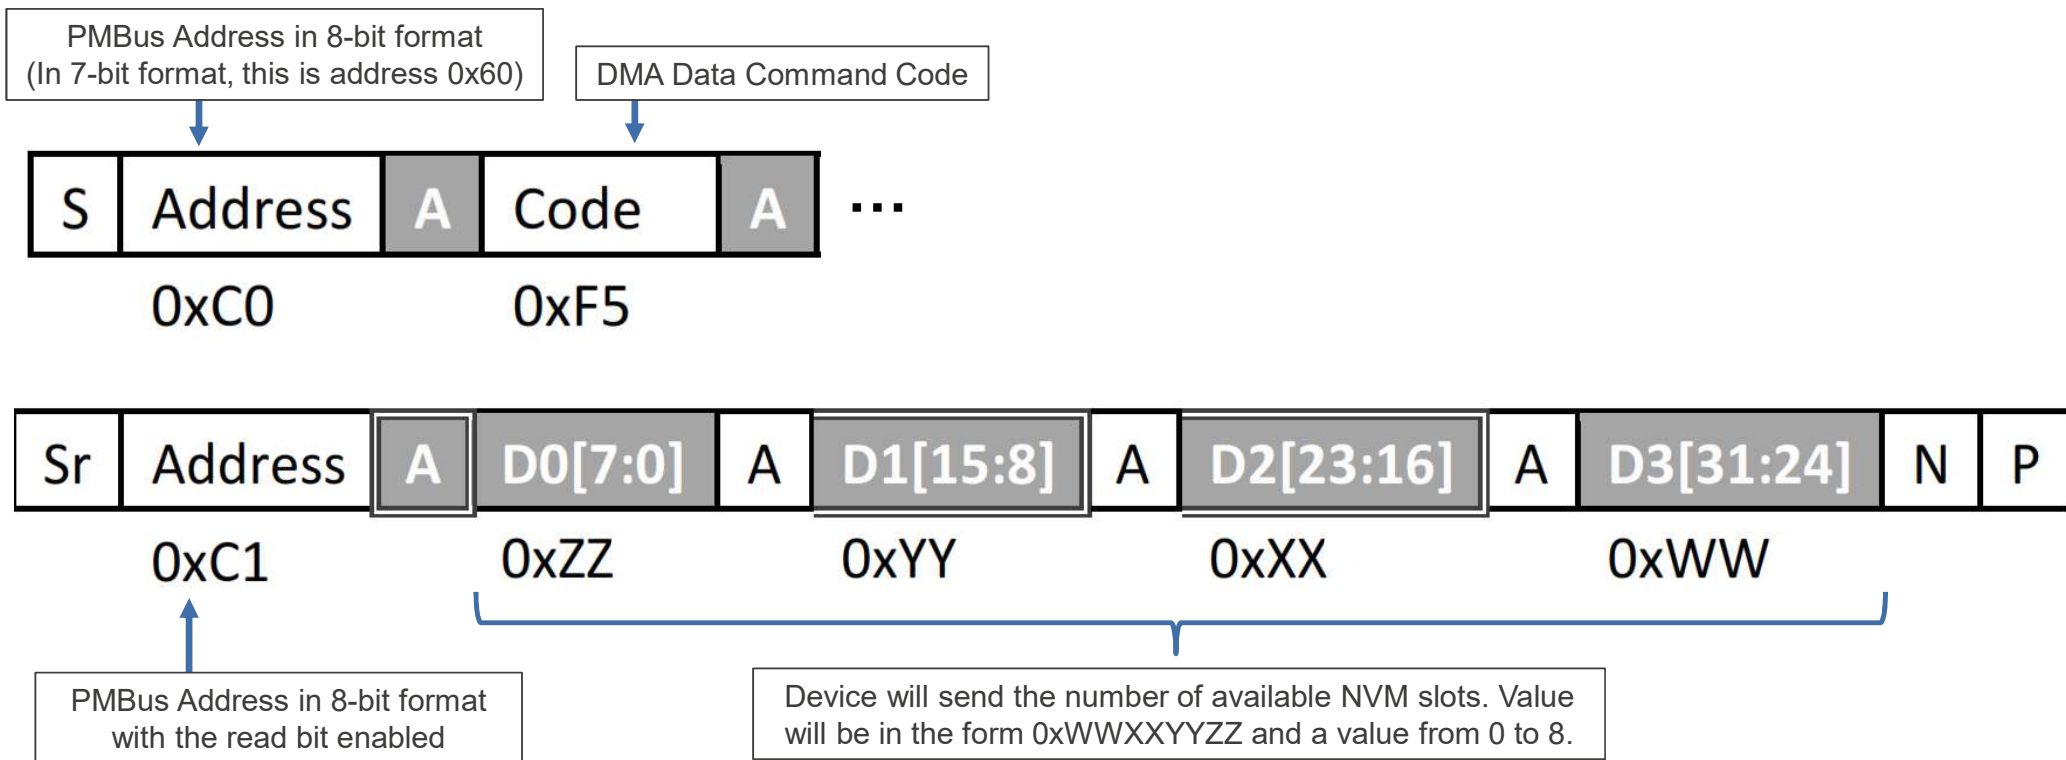 PMBus Address in 8-bit format
(In 7-bit format, this is address 0x60)
DMA Data Command Code
S Address A Code A ...
0xC0 0xF5
Sr Address A D0[7:0] A D1[15:8] A D2[23:16] A D3[31:24] N P
0xC1 0xZZ 0xYY 0xXX 0xWW
PMBus Address in 8-bit format
with the read bit enabled
Device will send the number of available NVM slots. Value
will be in the form 0xWWXXYYZZ and a value from 0 to 8.